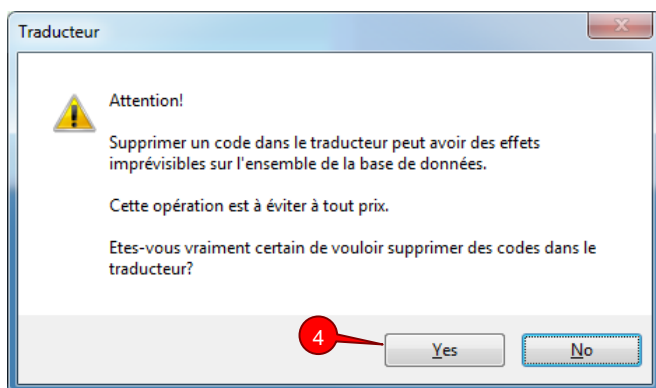 Traducteur
Attention!
Supprimer un code dans le traducteur peut avoir des effets
imprévisibles sur l'ensemble de la base de données.
Cette opération est à éviter à tout prix.
Etes-vous vraiment certain de vouloir supprimer des codes dans le
traducteur?
4
Yes
No